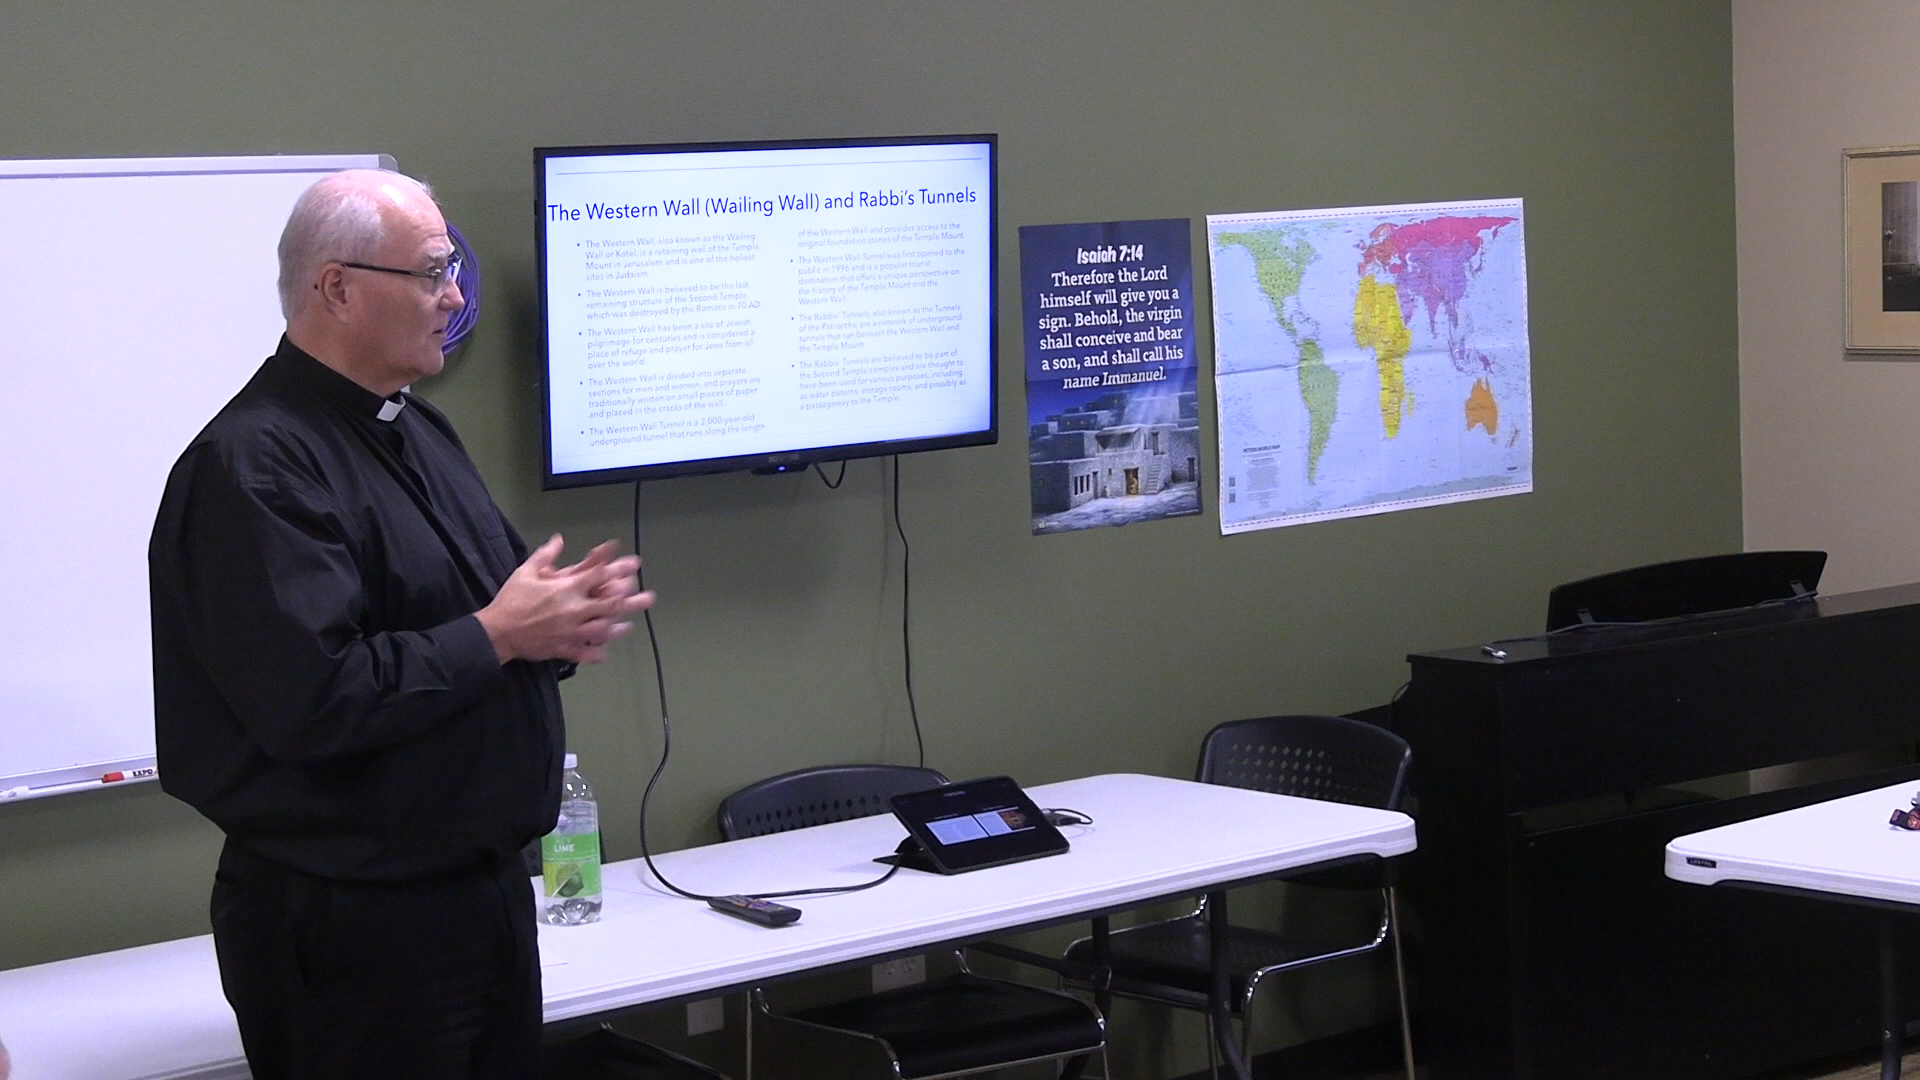 The Western Wall (Wailing Wall) and Rabbi's Tunnels
• The Western Wall, also known as the Wailing
Wall or Kotel, is a retaining wall of the Temple
Mount in Jerusalem and is one of the holiest
sites in Judaism.
• The Western Wall is believed to be the last
remaining structure of the Second Temple,
which was destroyed by the Romans in 70 AD.
• The Western Wall has been a site of Jewish
pilgrimage for centuries and is considered a
place of refuge and prayer for Jews from all
over the world.
• The Western Wall is divided into separate
sections for men and women, and prayers are
traditionally written on small pieces of paper
and placed in the cracks of the wall.
• The Western Wall Tunnel is a 2,000-year-old
underground tunnel that runs along the length
of the Western Wall and provides access to the
original foundation stones of the Temple Mount.
• The Western Wall Tunnel was first opened to the
public in 1996 and is a popular tourist
destination that offers a unique perspective on
the history of the Temple Mount and the
Western Wall.
• The Rabbis' Tunnels, also known as the Tunnels
of the Patriarchs, are a network of underground
tunnels that run beneath the Western Wall and
the Temple Mount.
• The Rabbis' Tunnels are believed to be part of
the Second Temple complex and are thought to
have been used for various purposes, including
as water cisterns, storage rooms, and possibly as
a passageway to the Temple.
Isaiah 7:14
Therefore the Lord
himself will give you a
sign. Behold, the virgin
shall conceive and bear
a son, and shall call his
name Immanuel.
EXPO
KEY
LIME
LIFETIME